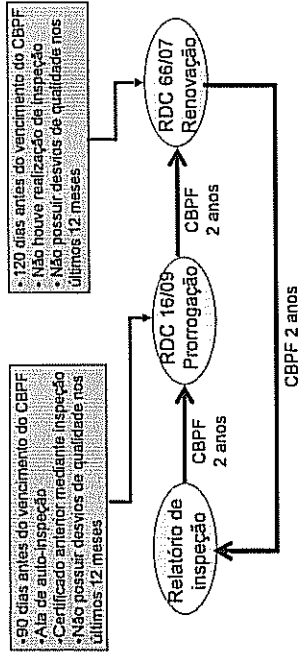 •90 dias antes do vencimento do CBPF
•Ata de auto-inspeção
•Certificado anterior mediante inspeção
•Não possuir desvios de qualidade nos
últimos 12 meses
• 120 dias antes do vencimento do CBPF
• Não houve realização de inspeção
• Não possuir desvios de qualidade nos
últimos 12 meses
Relatório de
inspeção
CBPF
2 anos
RDC 16/09
Prorrogação
CBPF
2 anos
RDC 66/07
Renovação
CBPF 2 anos